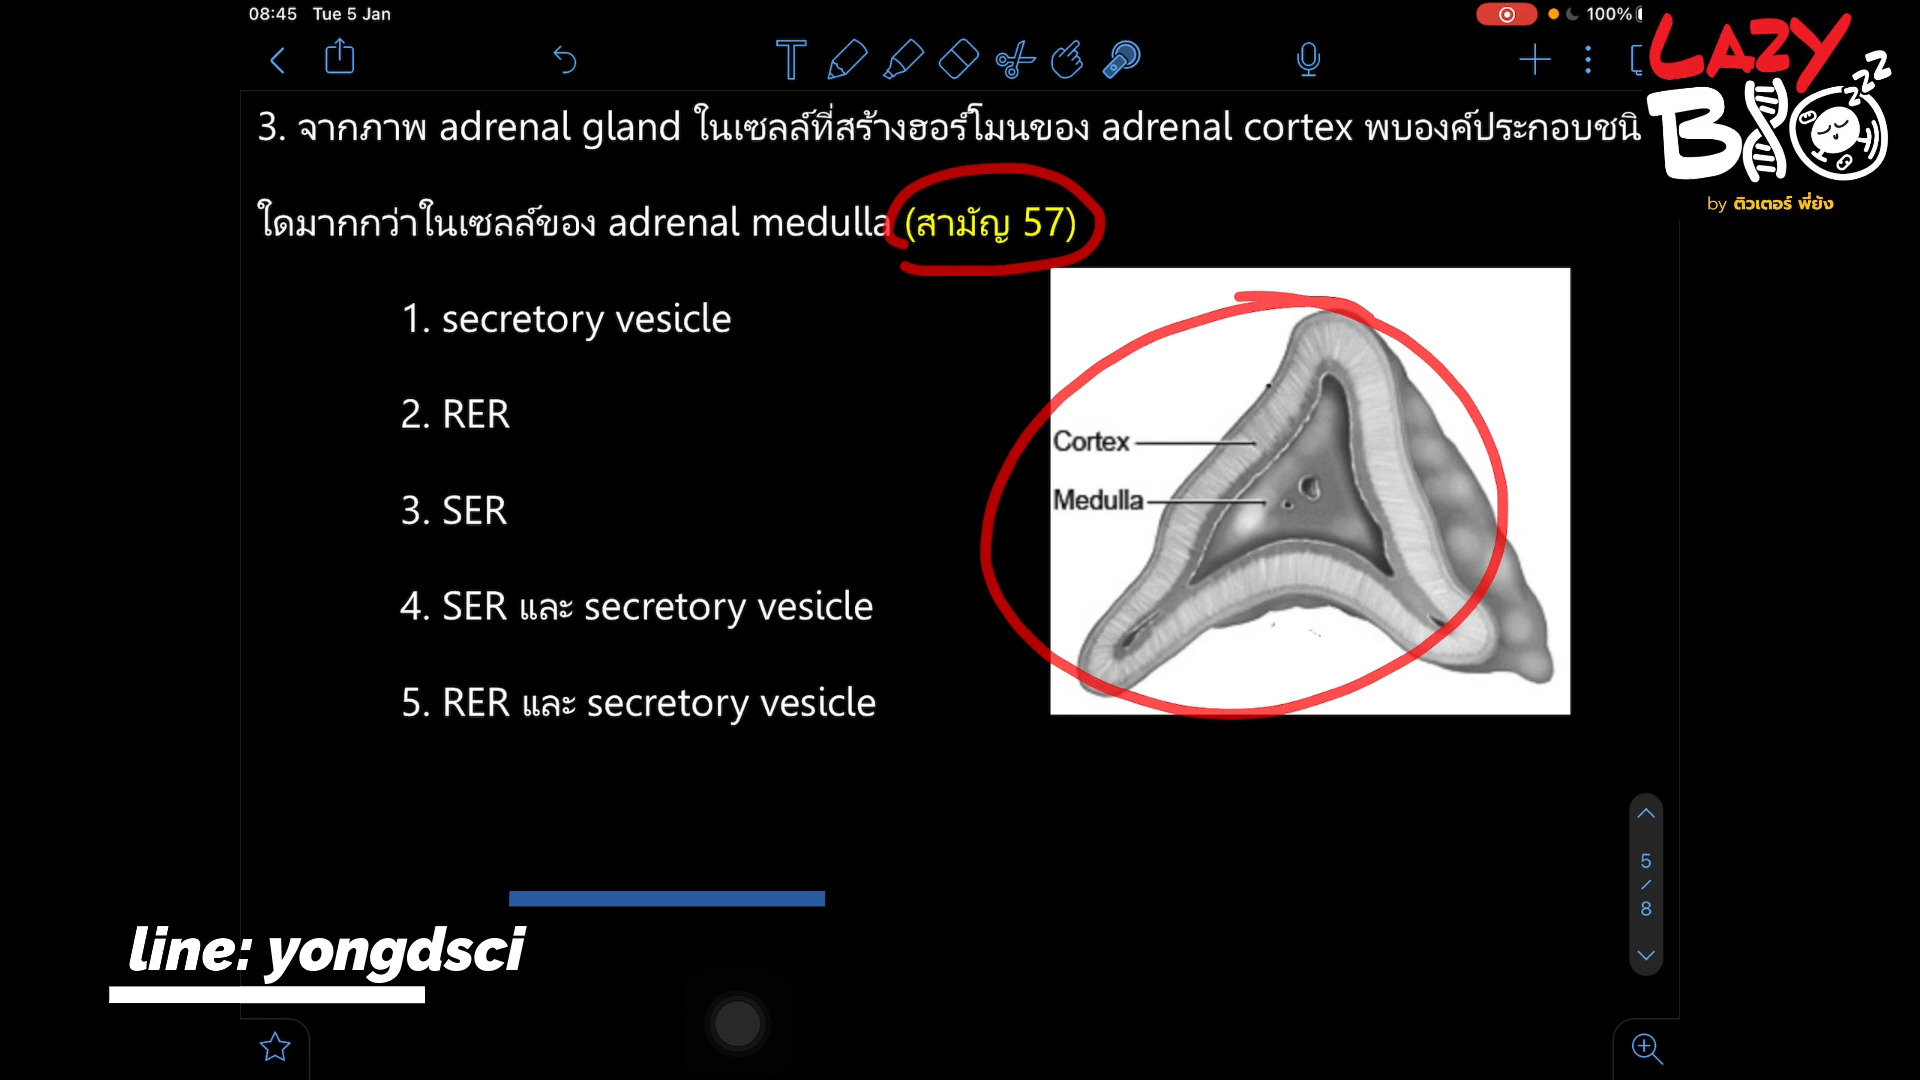 08:45 Tue 5 Jan
100%
LAZY
BIO zzz
by ติวเตอร์ พี่ยัง
3. จากภาพ adrenal gland ในเซลล์ที่สร้างฮอร์โมนของ adrenal cortex พบองค์ประกอบชนิ
ใดมากกว่าในเซลล์ของ adrenal medulla (สามัญ 57)
1. secretory vesicle
2. RER
3. SER
4. SER และ secretory vesicle
5. RER และ secretory vesicle
Cortex
Medulla
5
/
8
line: yongdsci